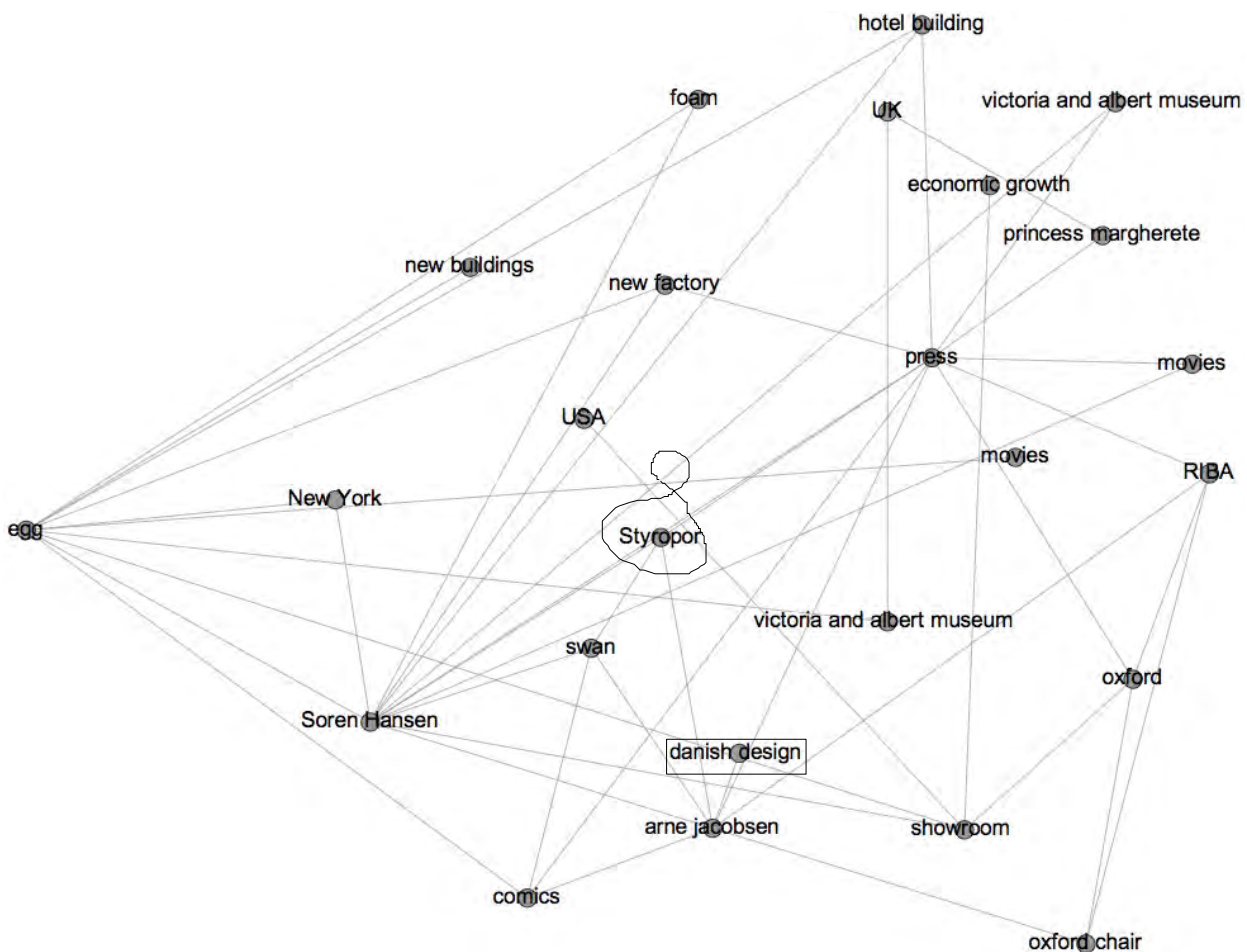 hotel building
foam
UK
victoria and albert museum
economic growth
princess margherete
new buildings
new factory
press
movies
USA
movies
RIBA
New York
egg
Styropor
victoria and albert museum
swan
oxford
Soren Hansen
danish design
arne jacobsen
showroom
comics
oxford chair